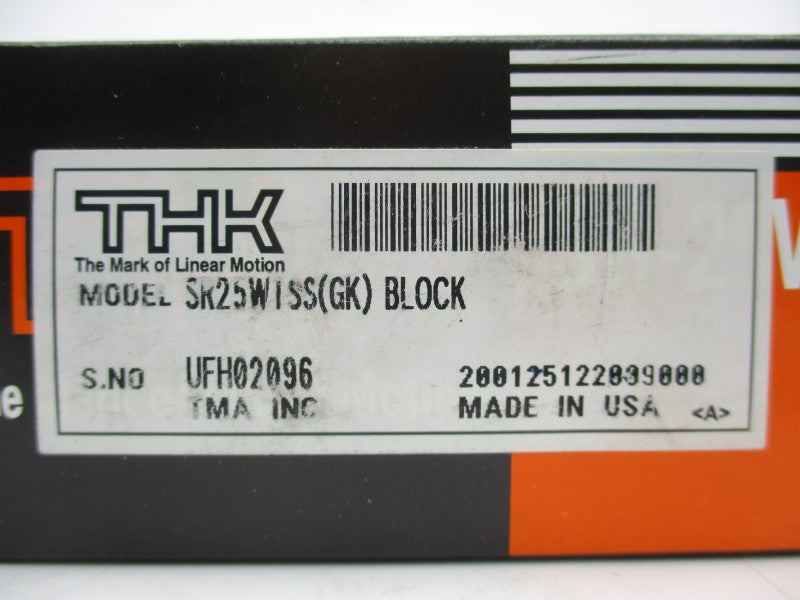 THK
The Mark of Linear Motion
MODEL SR25W1SS(GK) BLOCK
S.NO UFH02096 200125122039000
TMA INC MADE IN USA <A>